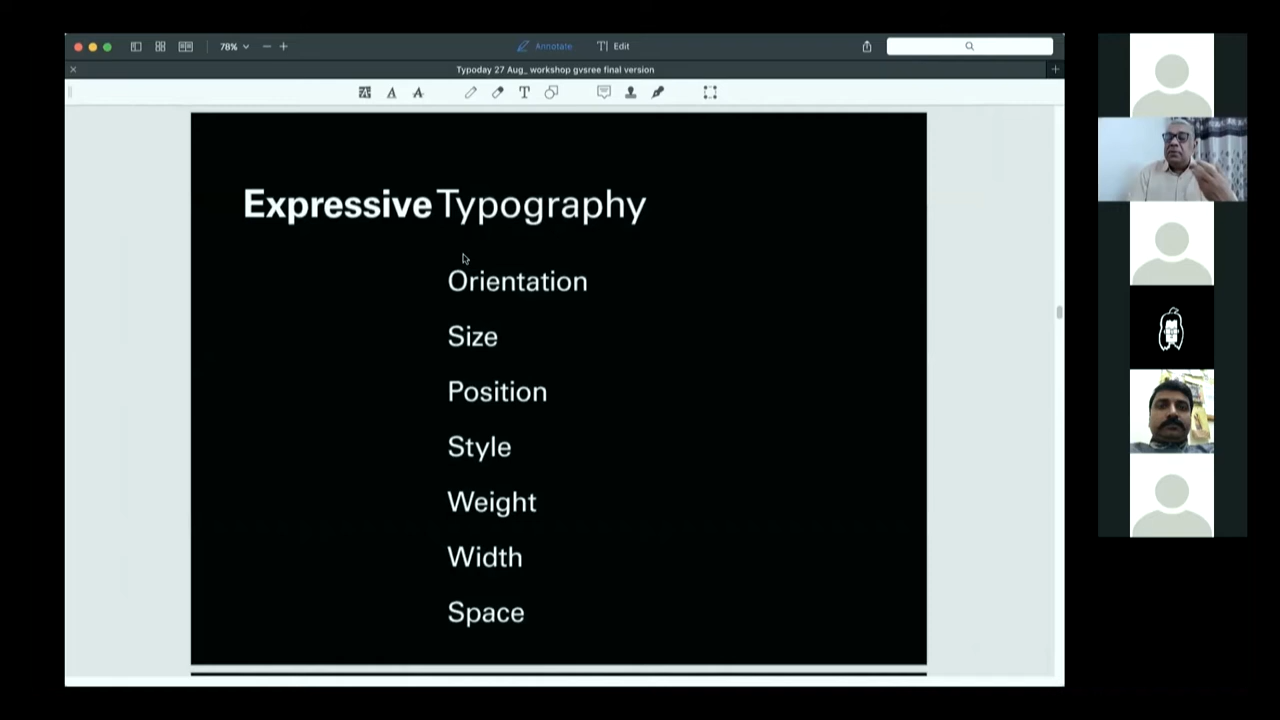 78%
Annotate
Edit
Typoday 27 Aug_ workshop gvsree final version
Expressive Typography
Orientation
Size
Position
Style
Weight
Width
Space